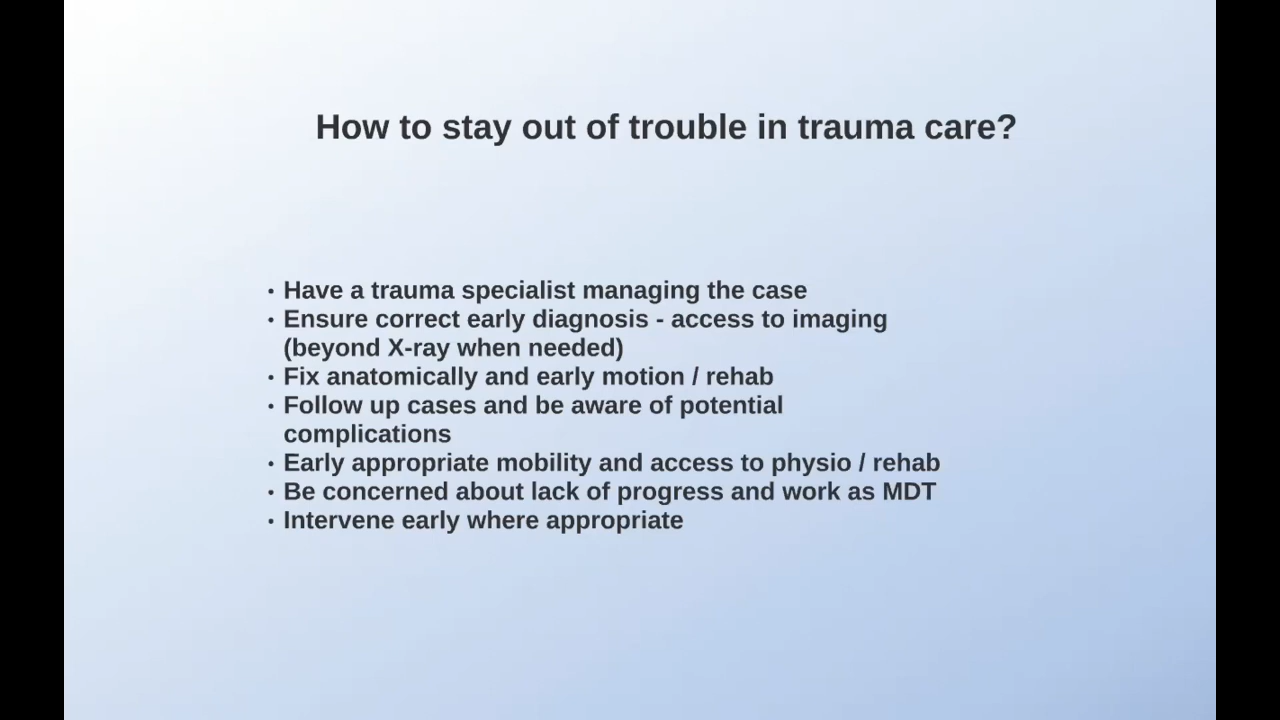 How to stay out of trouble in trauma care?
• Have a trauma specialist managing the case
• Ensure correct early diagnosis - access to imaging
(beyond X-ray when needed)
• Fix anatomically and early motion / rehab
• Follow up cases and be aware of potential
complications
• Early appropriate mobility and access to physio / rehab
• Be concerned about lack of progress and work as MDT
• Intervene early where appropriate